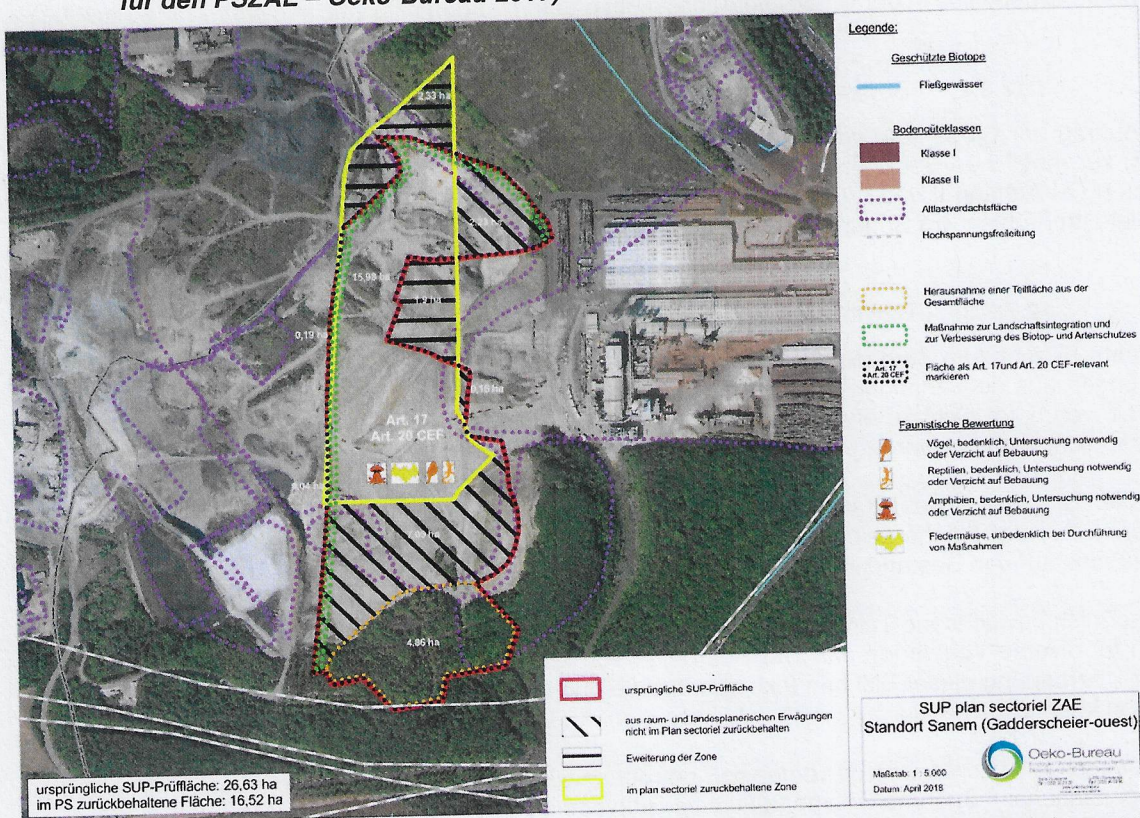 für den PSZAE – Oeko-Bureau 2018)
2,33 ha
15,98 ha
0,19 ha
Art. 17
Art. 20 CEF
4,86 ha
Legende:
Geschützte Biotope
Fließgewässer
Bodengüteklassen
Klasse I
Klasse II
Altlastverdachtsfläche
Hochspannungsfreileitung
Herausnahme einer Teilfläche aus der
Gesamtfläche
Maßnahme zur Landschaftsintegration und
zur Verbesserung des Biotop- und Artenschutzes
Art. 17
Art. 20 CEF
Fläche als Art. 17und Art. 20 CEF-relevant
markieren
Faunistische Bewertung
Vögel, bedenklich, Untersuchung notwendig
oder Verzicht auf Bebauung
Reptilien, bedenklich, Untersuchung notwendig
oder Verzicht auf Bebauung
Amphibien, bedenklich, Untersuchung notwendig
oder Verzicht auf Bebauung
Fledermäuse, unbedenklich bei Durchführung
von Maßnahmen
ursprüngliche SUP-Prüffläche
aus raum- und landesplanerischen Erwägungen
nicht im Plan sectoriel zurückbehalten
Eweiterung der Zone
im plan sectoriel zurückbehaltene Zone
ursprüngliche SUP-Prüffläche: 26,63 ha
im PS zurückbehaltene Fläche: 16,52 ha
SUP plan sectoriel ZAE
Standort Sanem (Gadderscheier-ouest)
Oeko-Bureau
Maßstab: 1 : 5.000
Datum: April 2018